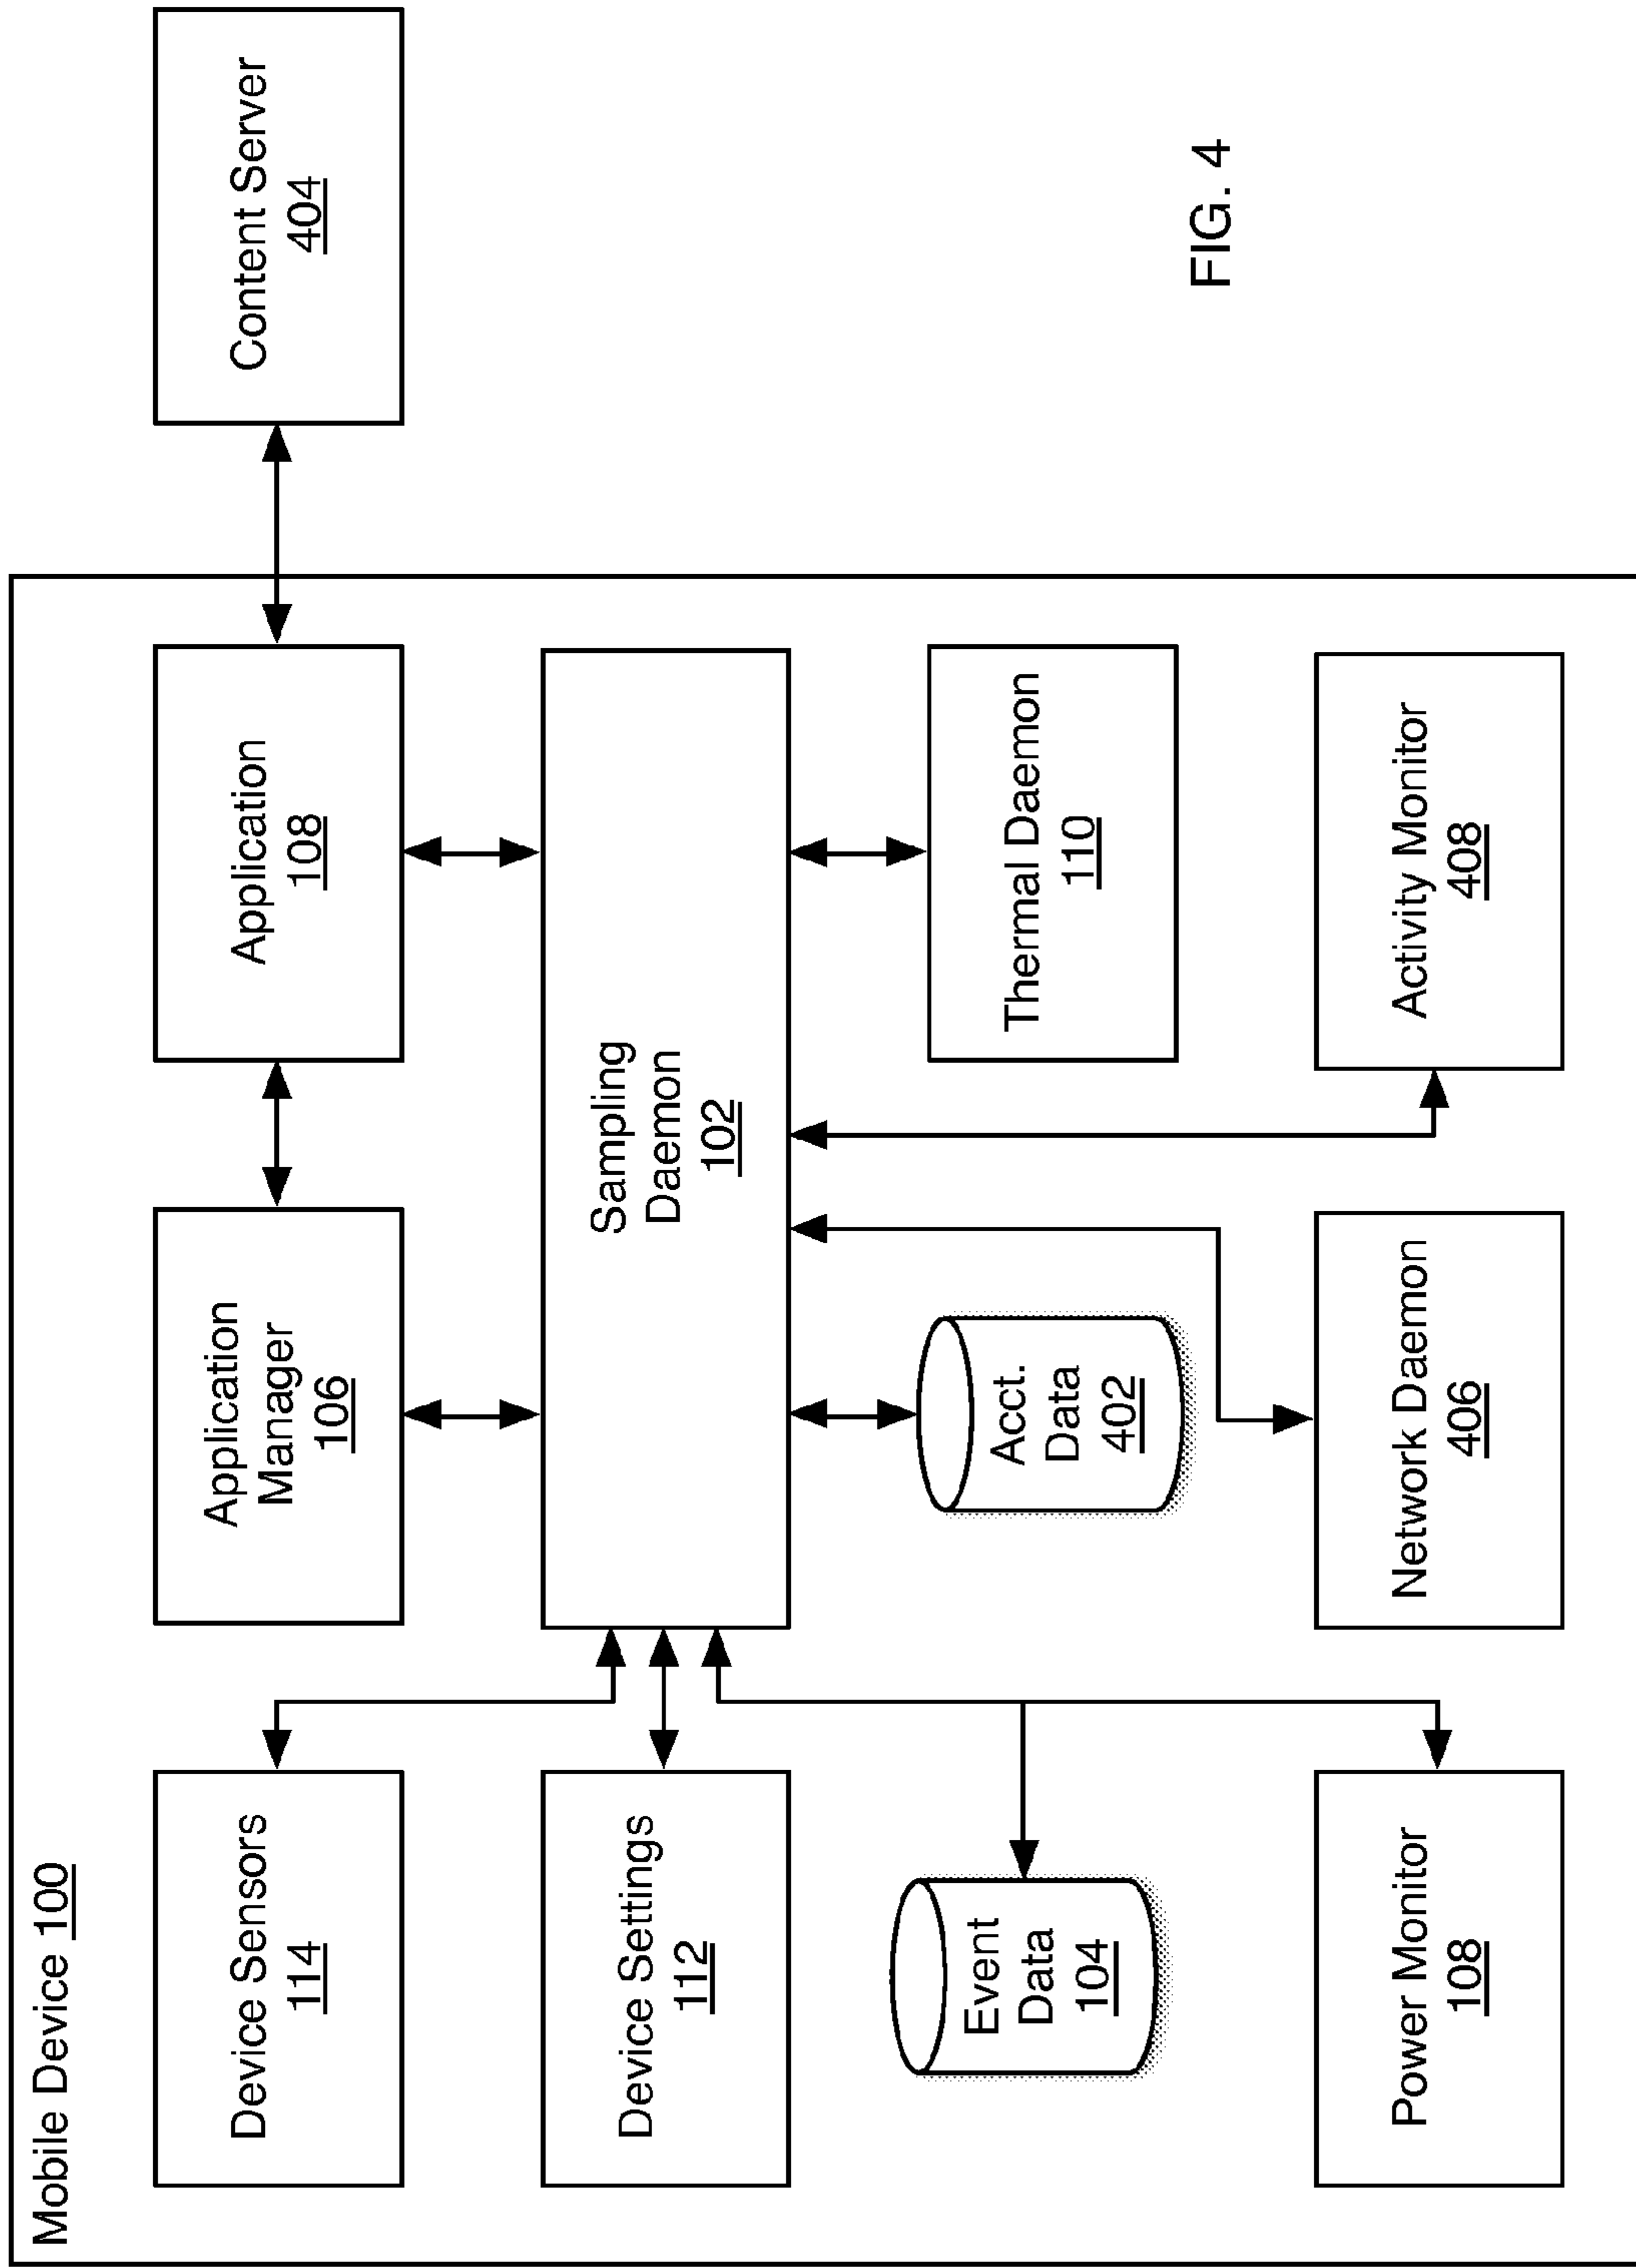 Mobile Device 100
Device Sensors
114
Application
Manager
106
Application
108
Content Server
404
Device Settings
112
Sampling
Daemon
102
Event
Data
104
Acct.
Data
402
Thermal Daemon
110
Power Monitor
108
Network Daemon
406
Activity Monitor
408
FIG. 4